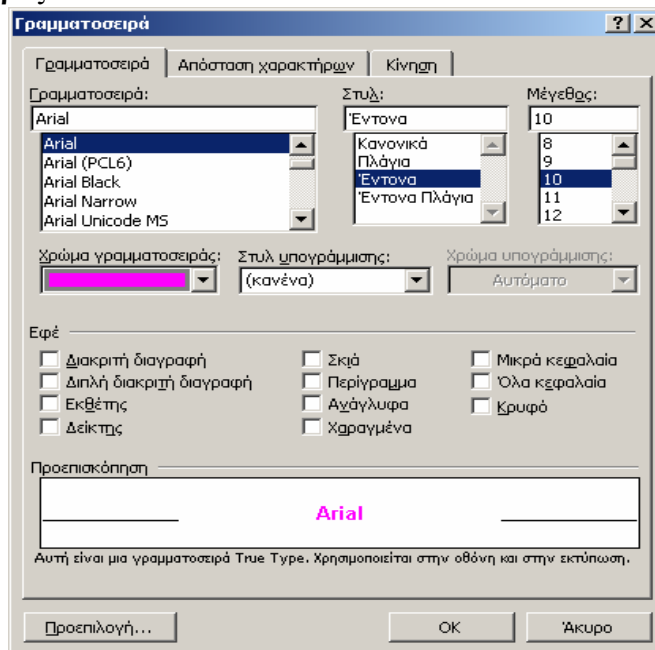 Γραμματοσειρά
Γραμματοσειρά Απόσταση χαρακτήρων Κίνηση
Γραμματοσειρά: Στυλ: Μέγεθος:
Arial Έντονα 10
Arial Κανονικά 8
Arial (PCL6) Πλάγια 9
Arial Black Έντονα 10
Arial Narrow Έντονα Πλάγια 11
Arial Unicode MS 12
Χρώμα γραμματοσειράς: Στυλ υπογράμμισης: Χρώμα υπογράμμισης:
(κανένα) Αυτόματο
Εφέ
Διακριτή διαγραφή Σκιά Μικρά κεφαλαία
Διπλή διακριτή διαγραφή Περίγραμμα Όλα κεφαλαία
Εκθέτης Ανάγλυφα Κρυφό
Δείκτης Χαραγμένα
Προεπισκόπηση
Arial
Αυτή είναι μια γραμματοσειρά True Type. Χρησιμοποιείται στην οθόνη και στην εκτύπωση.
Προεπιλογή... OK Άκυρο